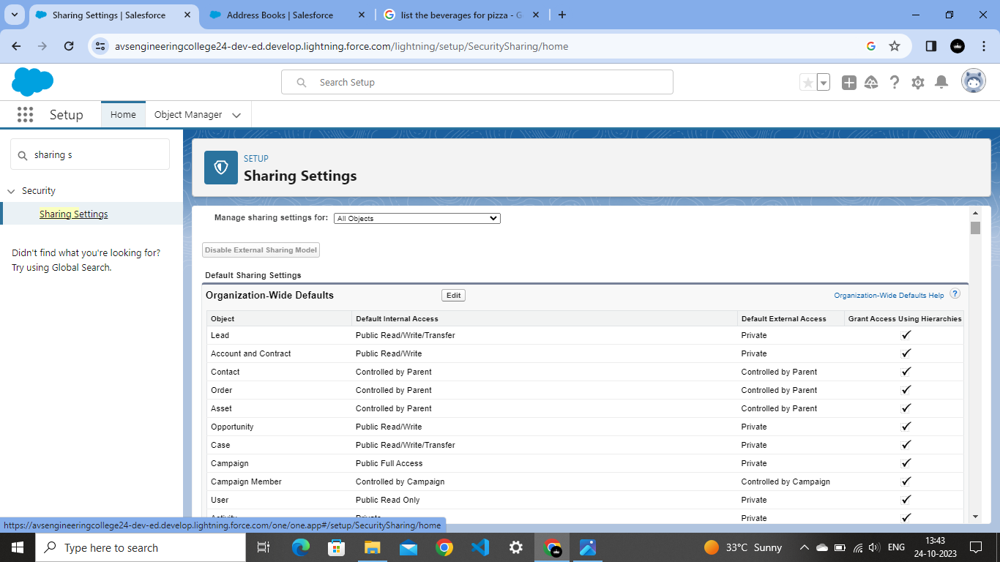 Sharing Settings | Salesforce
Address Books | Salesforce
list the beverages for pizza - G
avsengineeringcollege24-dev-ed.develop.lightning.force.com/lightning/setup/SecuritySharing/home
Search Setup
Setup
Home
Object Manager
sharing s
Security
Sharing Settings
Didn't find what you're looking for?
Try using Global Search.
SETUP
Sharing Settings
Manage sharing settings for: All Objects
Disable External Sharing Model
Default Sharing Settings
Organization-Wide Defaults Edit Organization-Wide Defaults Help ?
Object Default Internal Access Default External Access Grant Access Using Hierarchies
Lead Public Read/Write/Transfer Private ✓
Account and Contract Public Read/Write Private ✓
Contact Controlled by Parent Controlled by Parent ✓
Order Controlled by Parent Controlled by Parent ✓
Asset Controlled by Parent Controlled by Parent ✓
Opportunity Public Read/Write Private ✓
Case Public Read/Write/Transfer Private ✓
Campaign Public Full Access Private ✓
Campaign Member Controlled by Campaign Controlled by Campaign ✓
User Public Read Only Private ✓
Activity Private Private ✓
https://avsengineeringcollege24-dev-ed.develop.lightning.force.com/one/one.app#/setup/SecuritySharing/home
Type here to search
33°C Sunny
ENG
13:43
24-10-2023